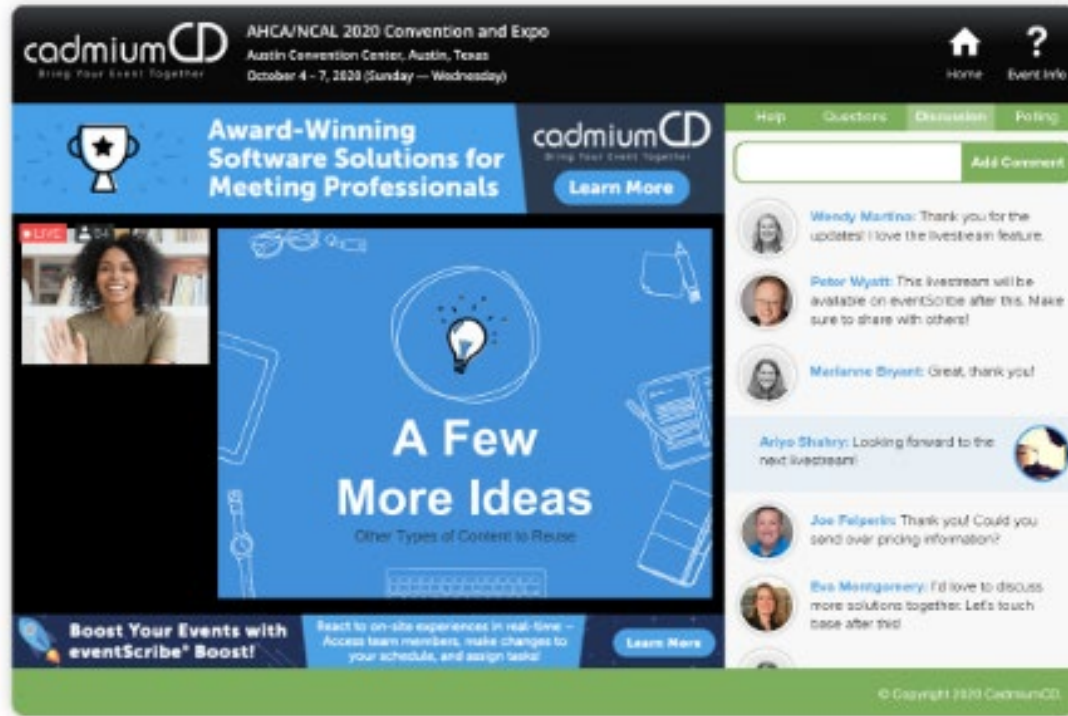 cadmiumCD
Bring Your Event Together
AHCA/NCAL 2020 Convention and Expo
Austin Convention Center, Austin, Texas
October 4 - 7, 2020 (Sunday — Wednesday)
Home
Event Info
Award-Winning
Software Solutions for
Meeting Professionals
cadmiumCD
Bring Your Event Together
Learn More
Help
Questions
Discussion
Polling
Add Comment
LIVE
A Few
More Ideas
Other Types of Content to Reuse
Wendy Martino: Thank you for the
updates! I love the livestream feature.
Peter Wyatt: This livestream will be
available on eventScribe after this. Make
sure to share with others!
Marianne Bryant: Great, thank you!
Ariyo Shahry: Looking forward to the
next livestream!
Joe Felperin: Thank you! Could you
send over pricing information?
Eva Montgomery: I'd love to discuss
more solutions together. Let's touch
base after this!
Boost Your Events with
eventScribe® Boost!
React to on-site experiences in real-time —
Access team members, make changes to
your schedule, and assign tasks!
Learn More
© Copyright 2020 CadmiumCD.